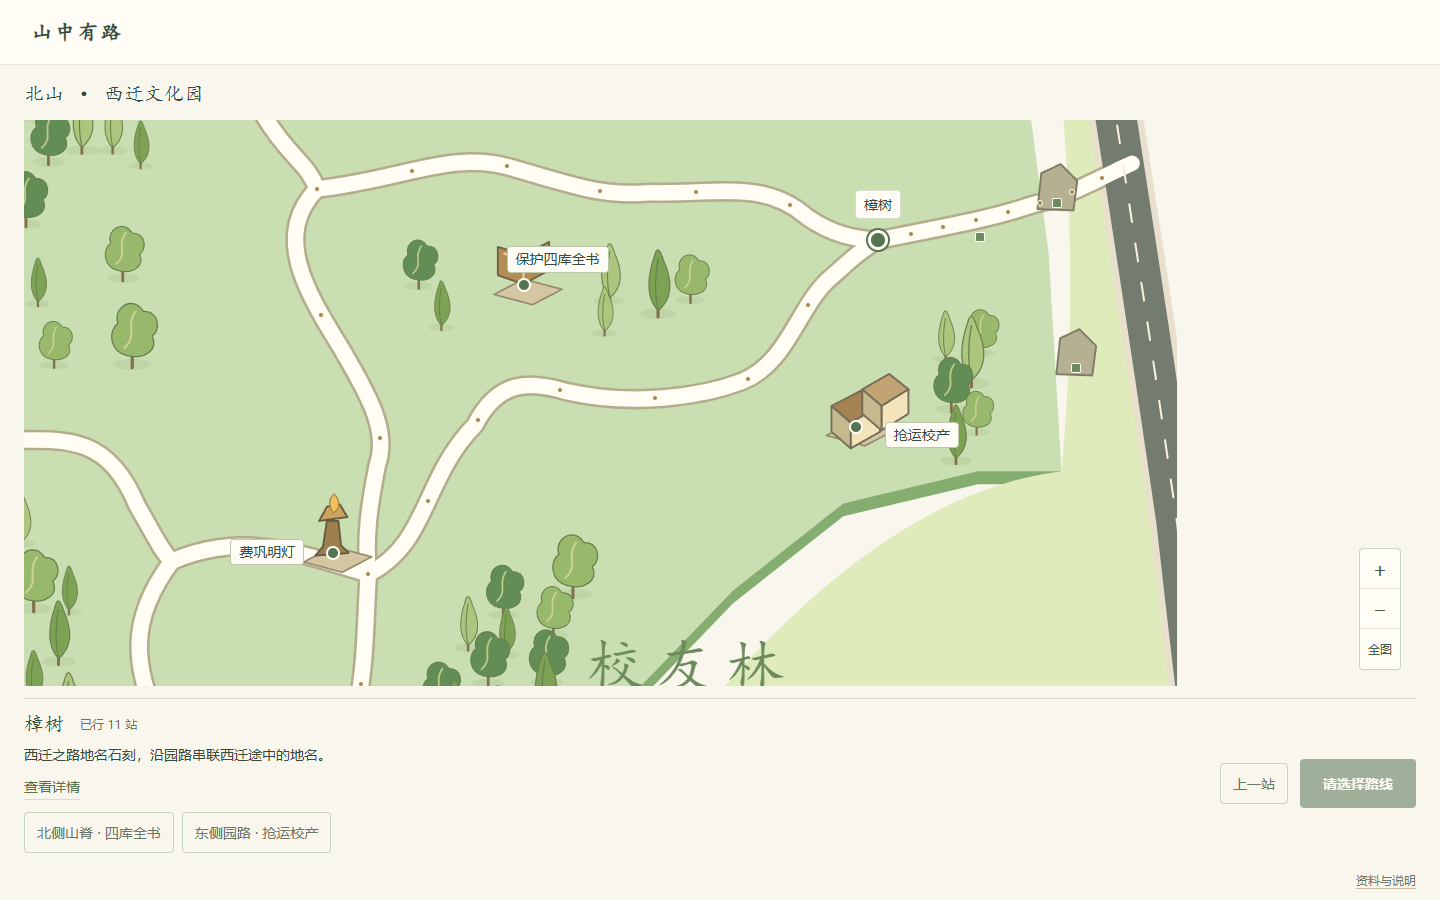 山中有路
北山 • 西迁文化园
樟树
保护四库全书
抢运校产
费巩明灯
校友林
+
−
全图
樟树 已行 11 站
西迁之路地名石刻，沿园路串联西迁途中的地名。
查看详情
上一站
请选择路线
北侧山脊 · 四库全书
东侧园路 · 抢运校产
资料与说明